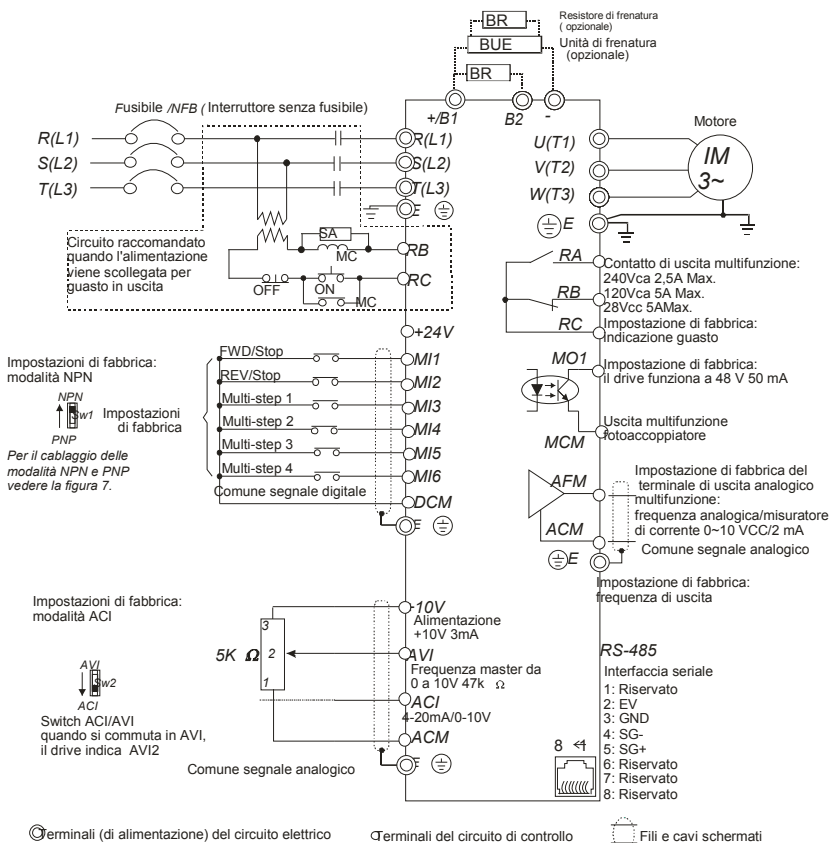 BR
Resistore di frenatura
( opzionale)
BUE
Unità di frenatura
(opzionale)
BR
Fusibile /NFB ( Interruttore senza fusibile)
+/B1
B2
-
Motore
R(L1)
R(L1)
U(T1)
IM
3~
S(L2)
S(L2)
V(T2)
T(L3)
T(L3)
W(T3)
E
E
Circuito raccomandato
quando l'alimentazione
viene scollegata per
guasto in uscita
SA
MC
RB
OFF
ON
RC
MC
RA
Contatto di uscita multifunzione:
240Vca 2,5A Max.
RB
120Vca 5A Max.
28Vcc 5AMax.
RC
Impostazione di fabbrica:
Indicazione guasto
+24V
Impostazioni di fabbrica:
modalità NPN
NPN
Sw1
PNP
Impostazioni
di fabbrica
Per il cablaggio delle
modalità NPN e PNP
vedere la figura 7.
FWD/Stop
MI1
REV/Stop
MI2
Multi-step 1
MI3
Multi-step 2
MI4
Multi-step 3
MI5
Multi-step 4
MI6
Comune segnale digitale
DCM
E
MO1
Impostazione di fabbrica:
il drive funziona a 48 V 50 mA
Uscita multifunzione
fotoaccoppiatore
MCM
AFM
Impostazione di fabbrica del
terminale di uscita analogico
multifunzione:
frequenza analogica/misuratore
di corrente 0~10 VCC/2 mA
ACM
Comune segnale analogico
E
Impostazione di fabbrica:
frequenza di uscita
Impostazioni di fabbrica:
modalità ACI
AVI
Sw2
ACI
Switch ACI/AVI
quando si commuta in AVI,
il drive indica AVI2
-10V
Alimentazione
+10V 3mA
3
5K Ω
2
1
AVI
Frequenza master da
0 a 10V 47k Ω
ACI
4-20mA/0-10V
ACM
Comune segnale analogico
E
RS-485
Interfaccia seriale
1: Riservato
2: EV
3: GND
4: SG-
5: SG+
6: Riservato
7: Riservato
8: Riservato
8 ←1
Terminali (di alimentazione) del circuito elettrico
Terminali del circuito di controllo
Fili e cavi schermati